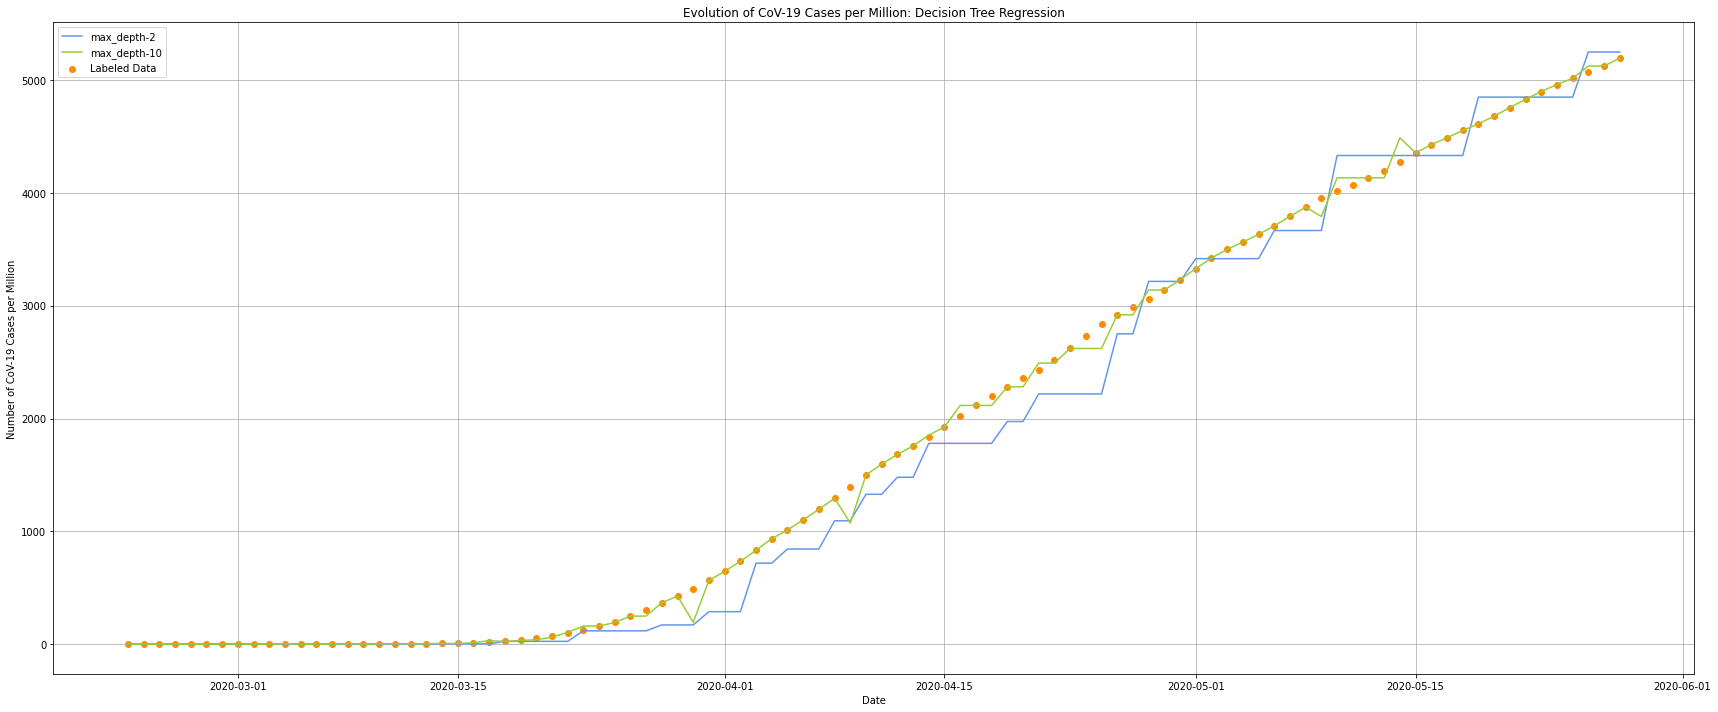 Evolution of CoV-19 Cases per Million: Decision Tree Regression
max_depth-2
max_depth-10
Labeled Data
Number of CoV-19 Cases per Million
5000
4000
3000
2000
1000
0
2020-03-01
2020-03-15
2020-04-01
2020-04-15
2020-05-01
2020-05-15
2020-06-01
Date